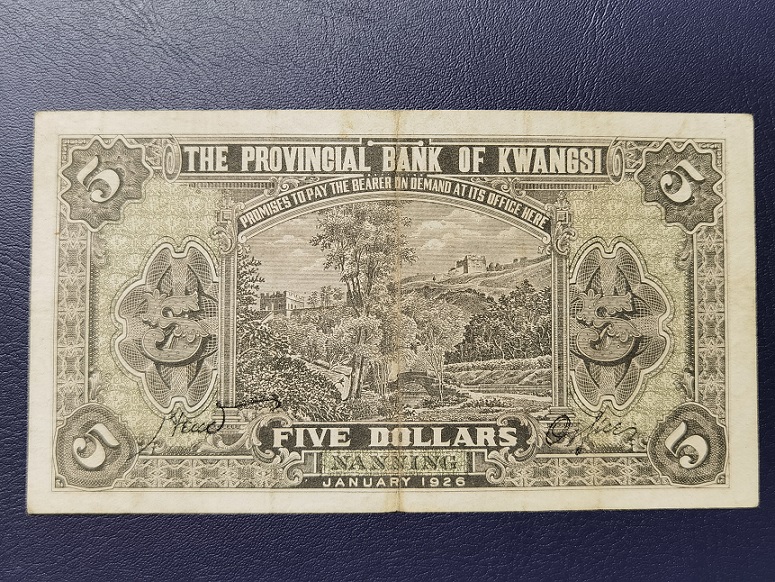 5 THE PROVINCIAL BANK OF KWANGSI 5
PROMISES TO PAY THE BEARER ON DEMAND AT ITS OFFICE HERE
5 5
5 FIVE DOLLARS 5
NANNING
JANUARY 1926